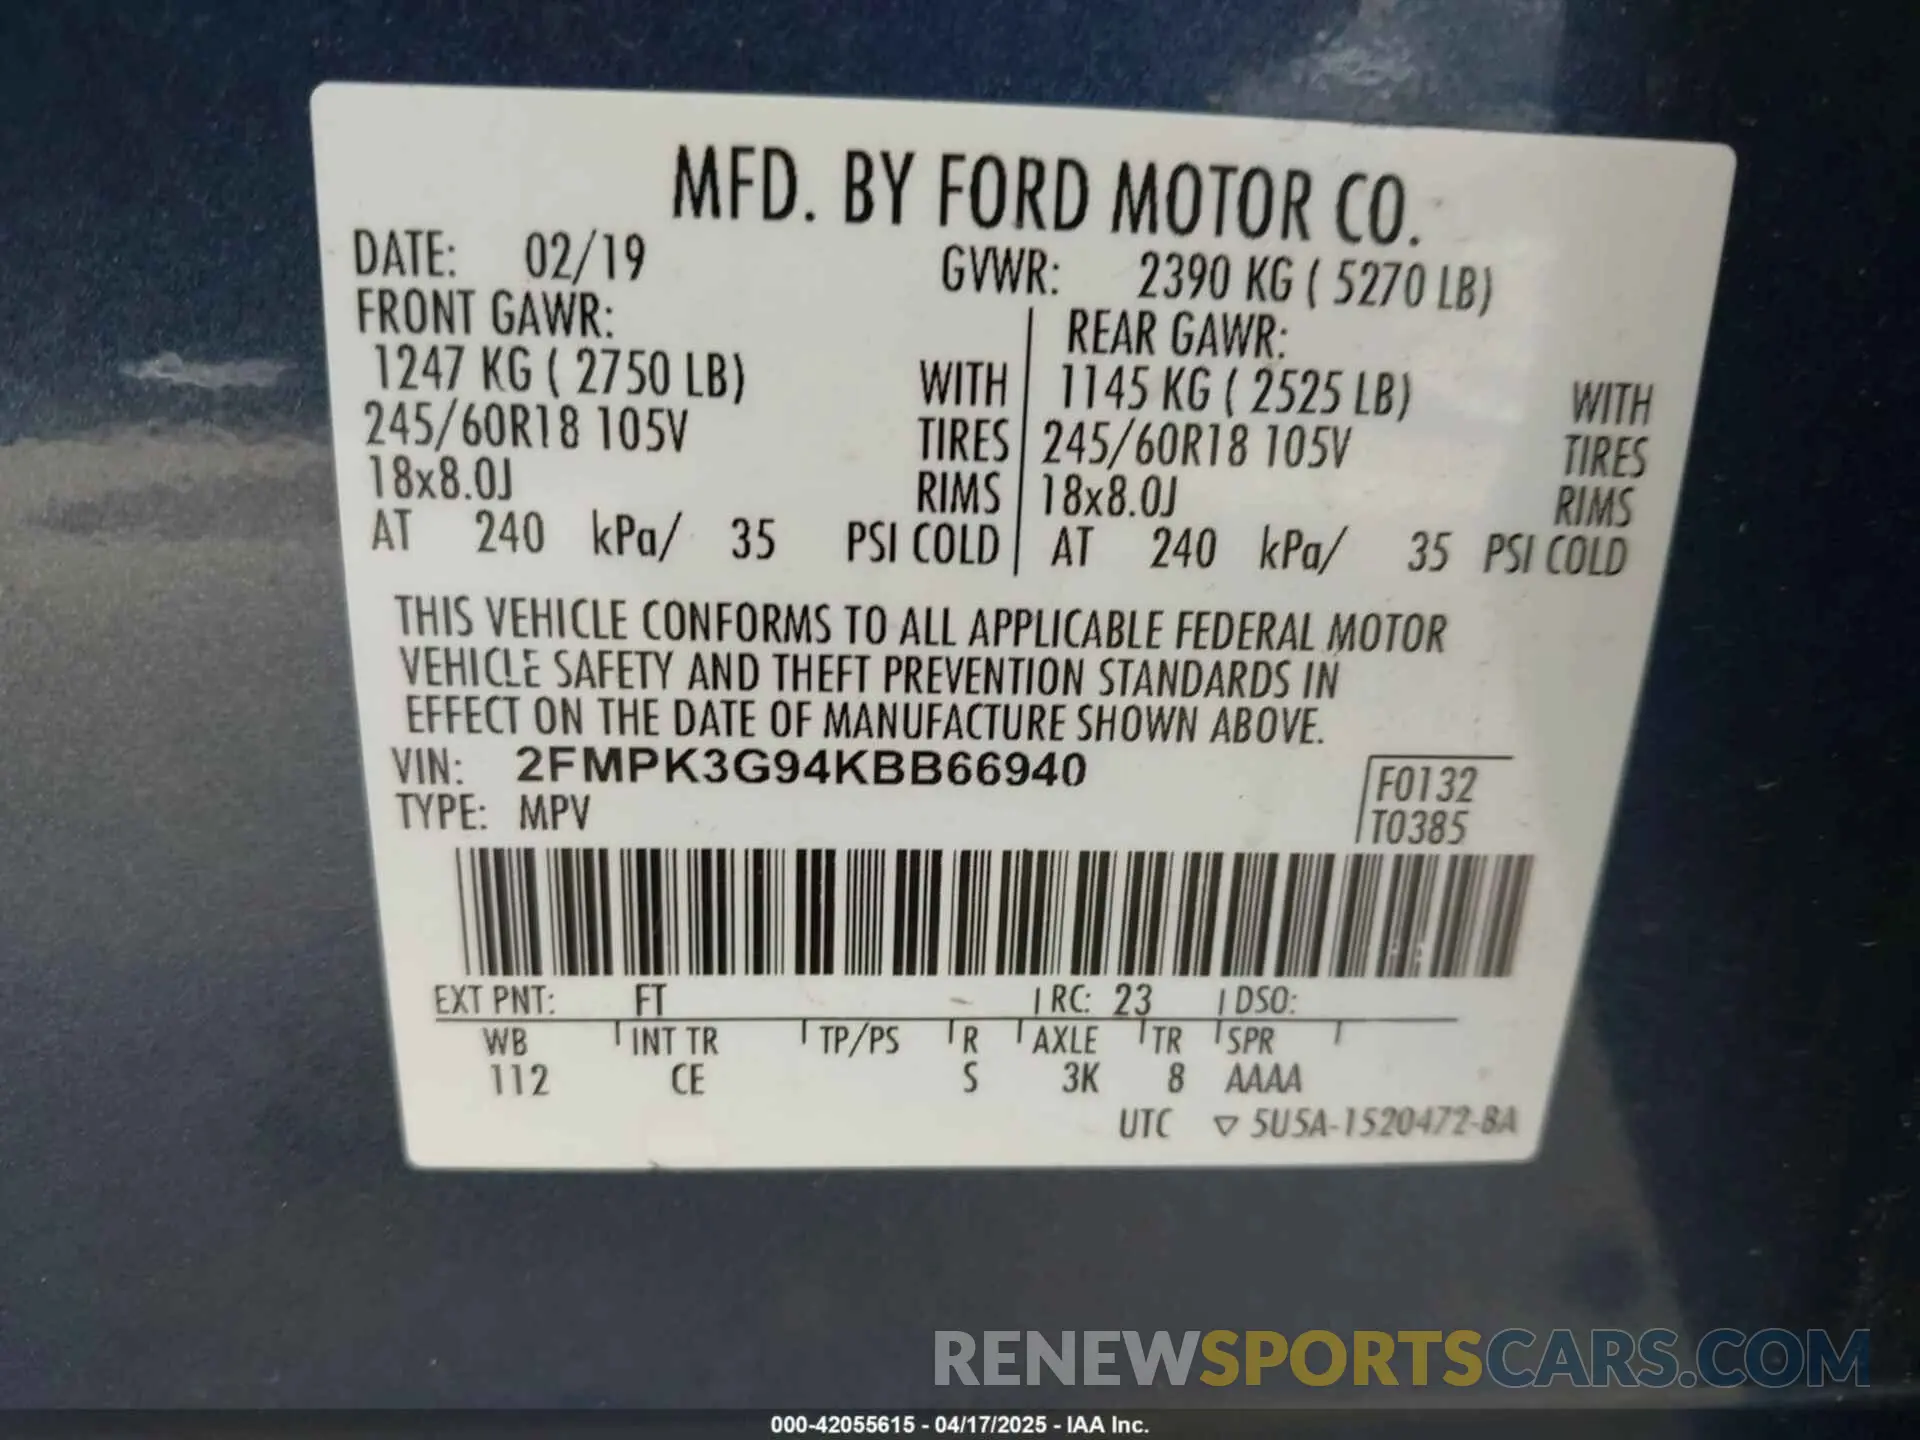 MFD. BY FORD MOTOR CO.
DATE: 02/19 GVWR: 2390 KG ( 5270 LB)
FRONT GAWR: REAR GAWR:
1247 KG ( 2750 LB) WITH 1145 KG ( 2525 LB) WITH
245/60R18 105V TIRES 245/60R18 105V TIRES
18x8.0J RIMS 18x8.0J RIMS
AT 240 kPa/ 35 PSI COLD AT 240 kPa/ 35 PSI COLD
THIS VEHICLE CONFORMS TO ALL APPLICABLE FEDERAL MOTOR
VEHICLE SAFETY AND THEFT PREVENTION STANDARDS IN
EFFECT ON THE DATE OF MANUFACTURE SHOWN ABOVE.
VIN: 2FMPK3G94KBB66940 F0132
TYPE: MPV T0385
EXT PNT: FT RC: 23 DSO:
WB INT TR TP/PS R AXLE TR SPR
112 CE S 3K 8 AAAA
UTC ▽ 5U5A-1520472-BA
RENEWSPORTSCARS.COM
000-42055615 - 04/17/2025 - IAA Inc.